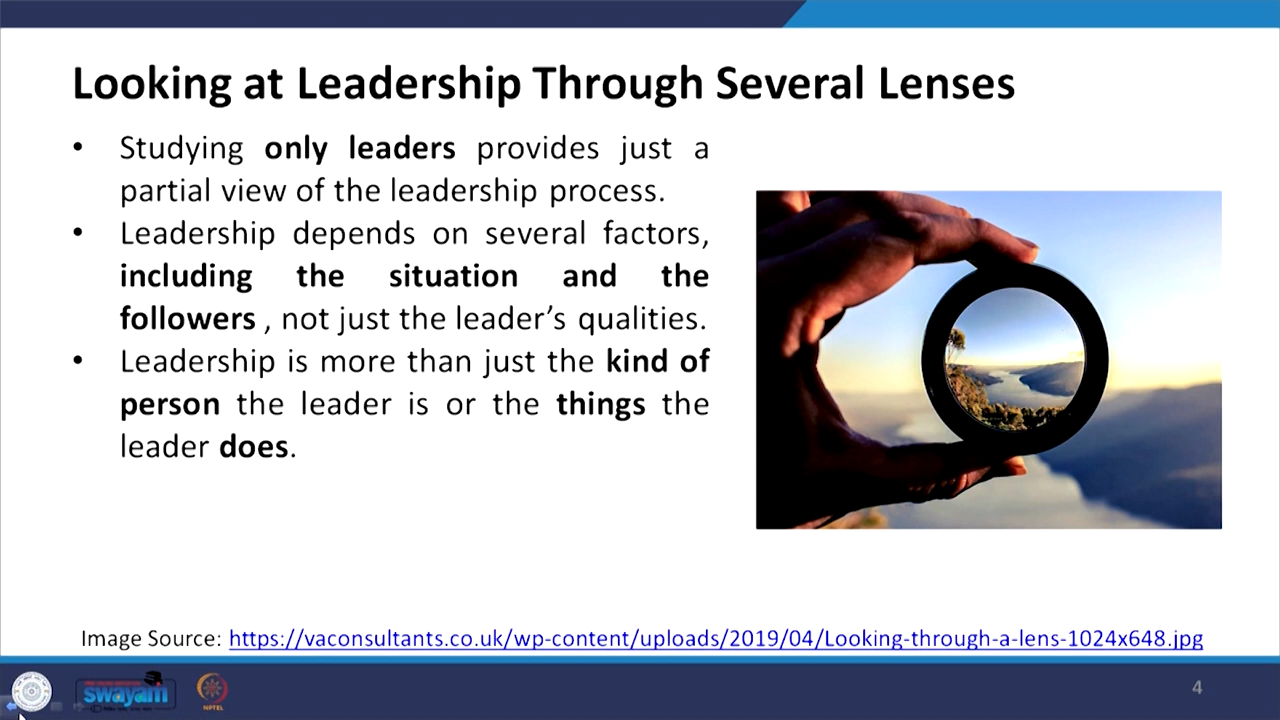 Looking at Leadership Through Several Lenses
• Studying only leaders provides just a
partial view of the leadership process.
• Leadership depends on several factors,
including the situation and the
followers , not just the leader’s qualities.
• Leadership is more than just the kind of
person the leader is or the things the
leader does.
Image Source: https://vaconsultants.co.uk/wp-content/uploads/2019/04/Looking-through-a-lens-1024x648.jpg
swayam
NPTEL
4